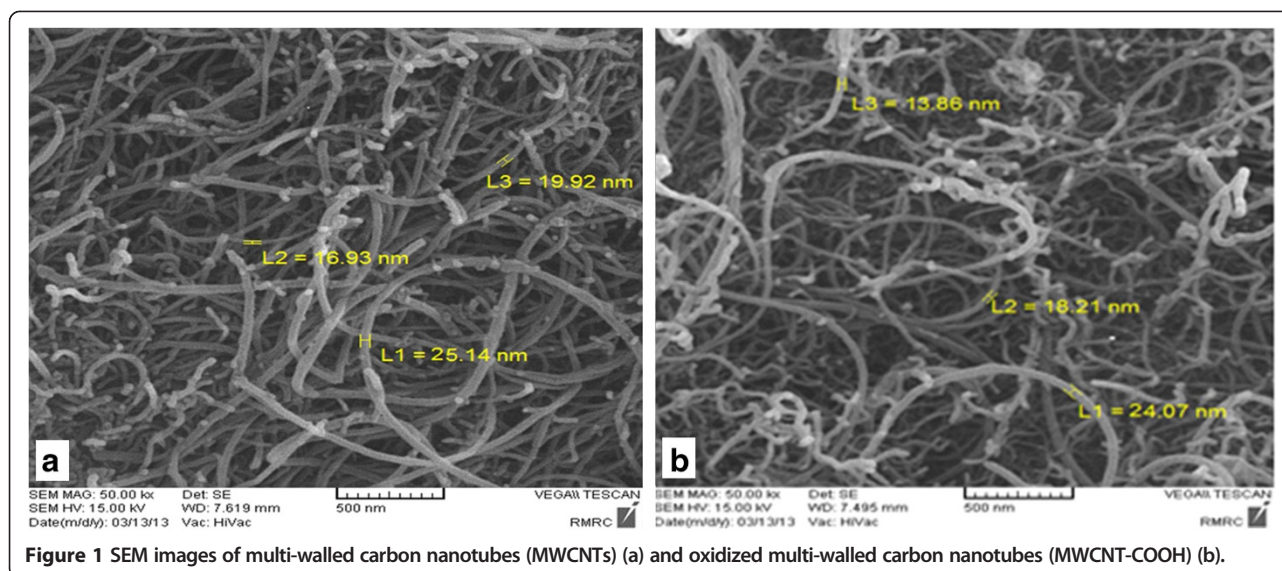 L3 = 19.92 nm
L2 = 16.93 nm
L1 = 25.14 nm
a
SEM MAG: 50.00 kx Det: SE
SEM HV: 15.00 kV WD: 7.619 mm
Date(m/d/y): 03/13/13 Vac: HiVac
500 nm
VEGA\\ TESCAN
RMRC
L3 = 13.86 nm
L2 = 18.21 nm
L1 = 24.07 nm
b
SEM MAG: 50.00 kx Det: SE
SEM HV: 15.00 kV WD: 7.495 mm
Date(m/d/y): 03/13/13 Vac: HiVac
500 nm
VEGA\\ TESCAN
RMRC
Figure 1 SEM images of multi-walled carbon nanotubes (MWCNTs) (a) and oxidized multi-walled carbon nanotubes (MWCNT-COOH) (b).